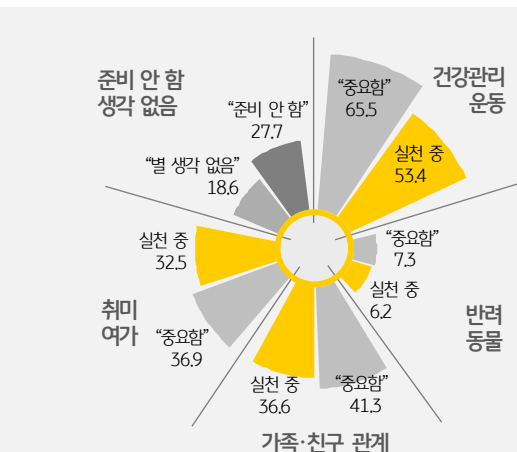 준비 안 함
생각 없음
“준비 안 함”
27.7
“별 생각 없음”
18.6
“중요함”
65.5
건강관리
운동
실천 중
53.4
“중요함”
7.3
실천 중
6.2
반려
동물
“중요함”
41.3
실천 중
36.6
가족·친구 관계
취미
여가
실천 중
32.5
“중요함”
36.9